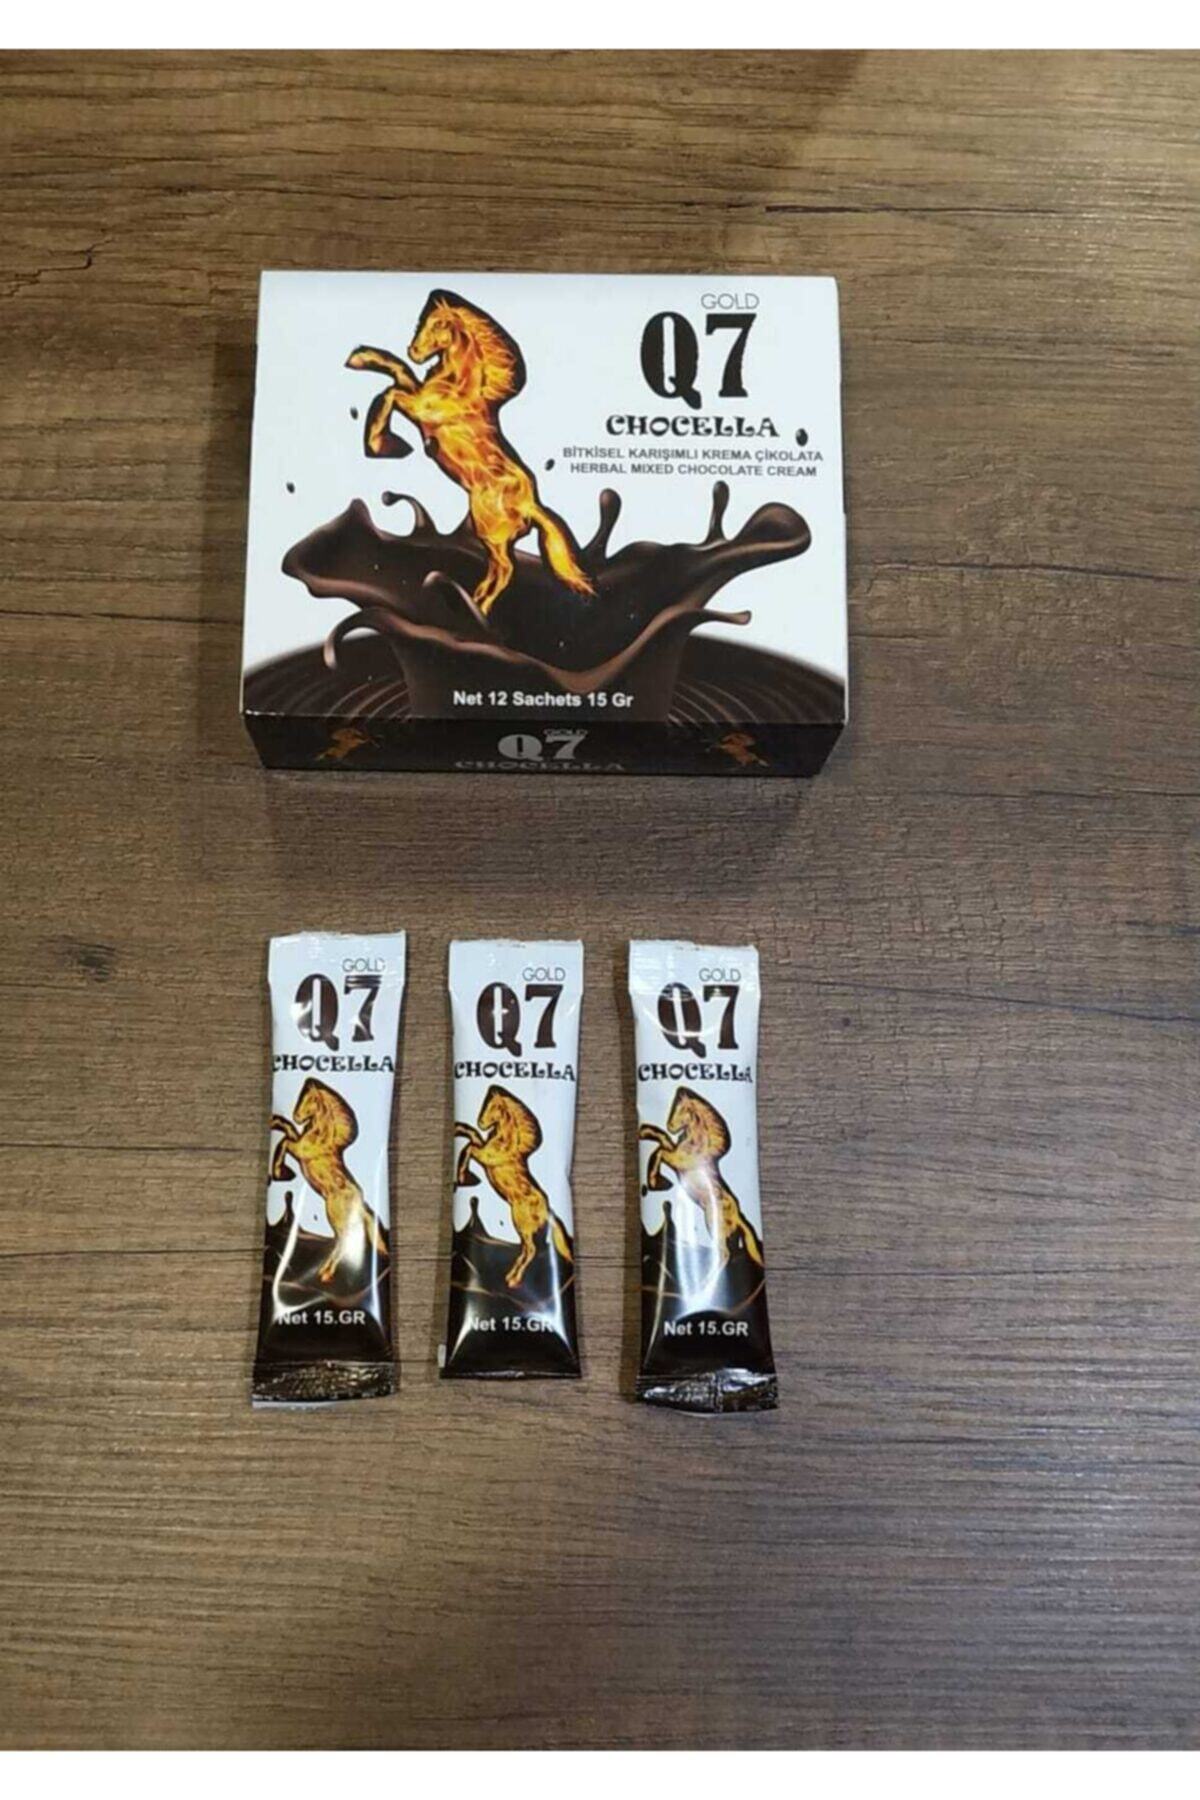 GOLD
Q7
CHOCELLA
BİTKİSEL KARIŞIMLI KREMA ÇİKOLATA
HERBAL MIXED CHOCOLATE CREAM
Net 12 Sachets 15 Gr
GOLD
Q7
CHOCELLA
GOLD
Q7
CHOCELLA
Net 15.GR
GOLD
Q7
CHOCELLA
Net 15.GR
GOLD
Q7
CHOCELLA
Net 15.GR